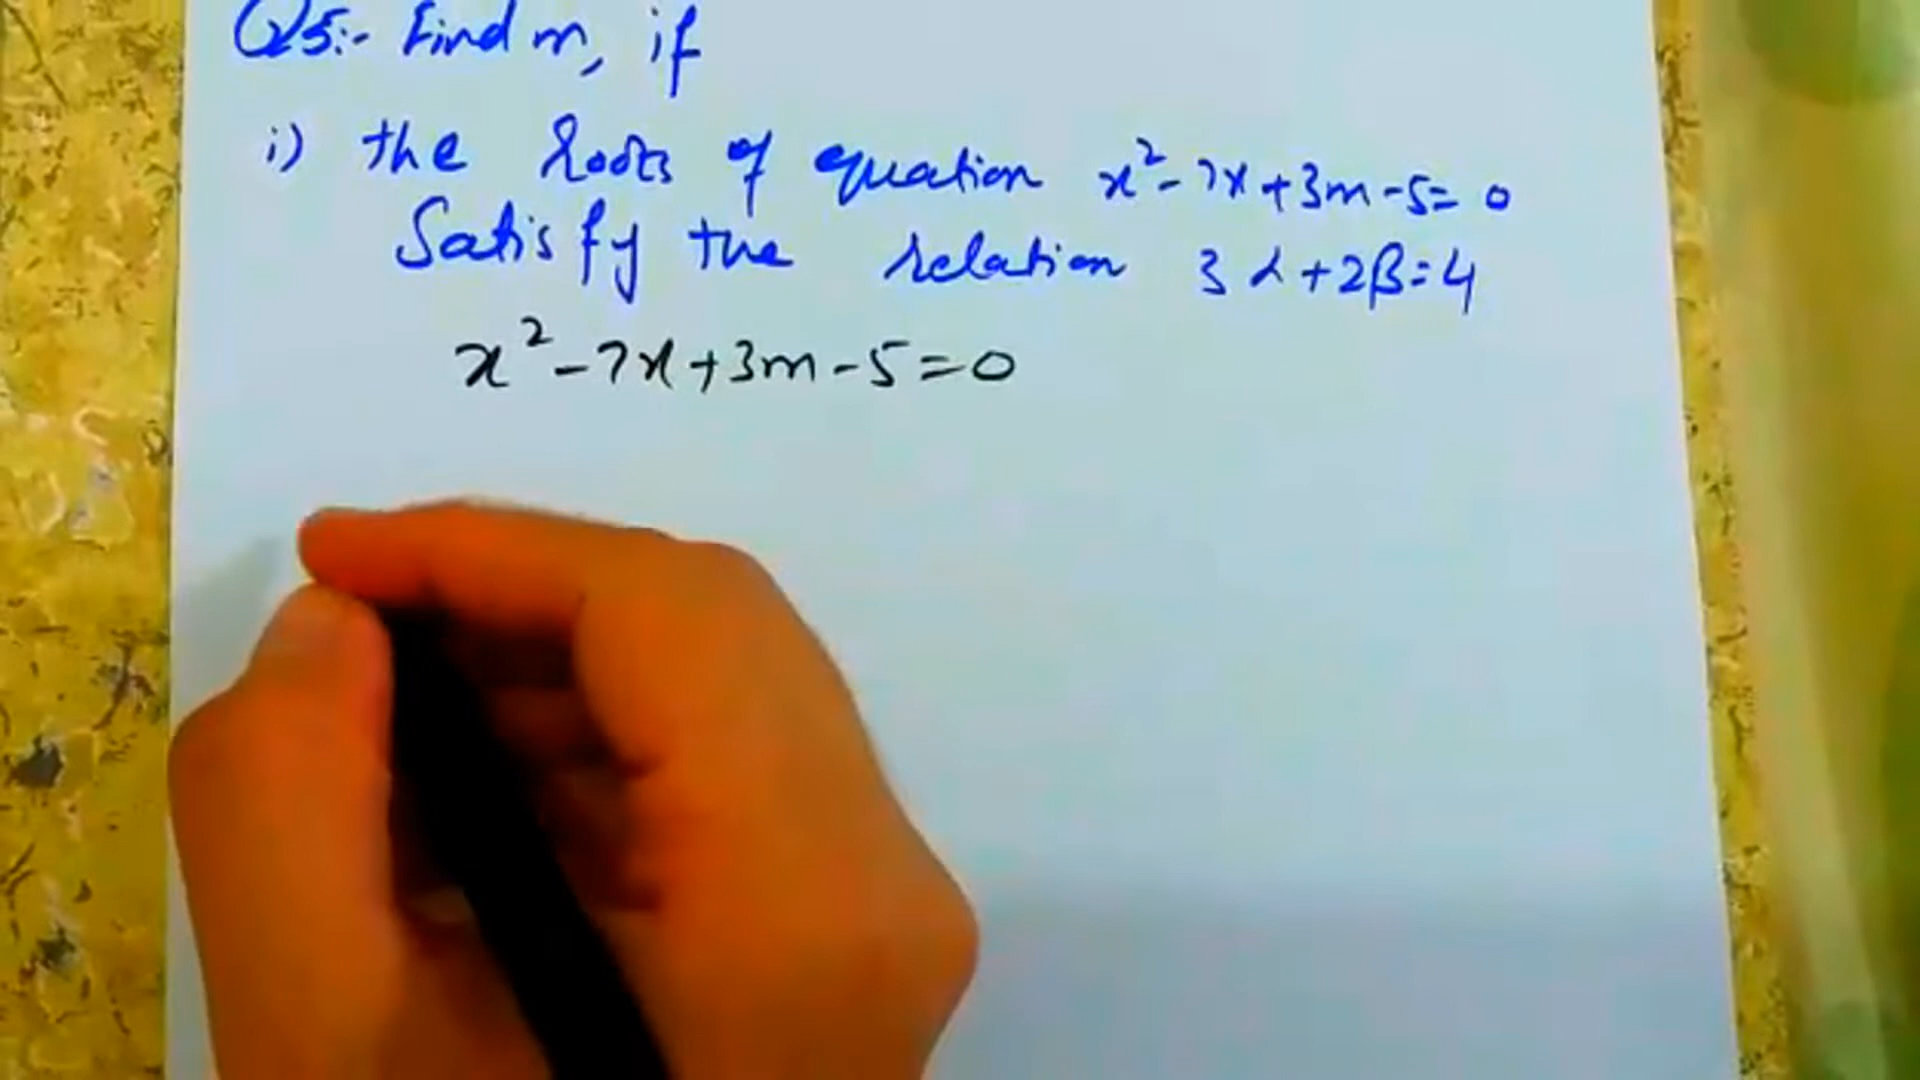 Q5:- Find m, if
i) the Roots of equation x²-7x+3m-5=0
Satisfy the relation 3α+2β=4
x²-7x+3m-5=0